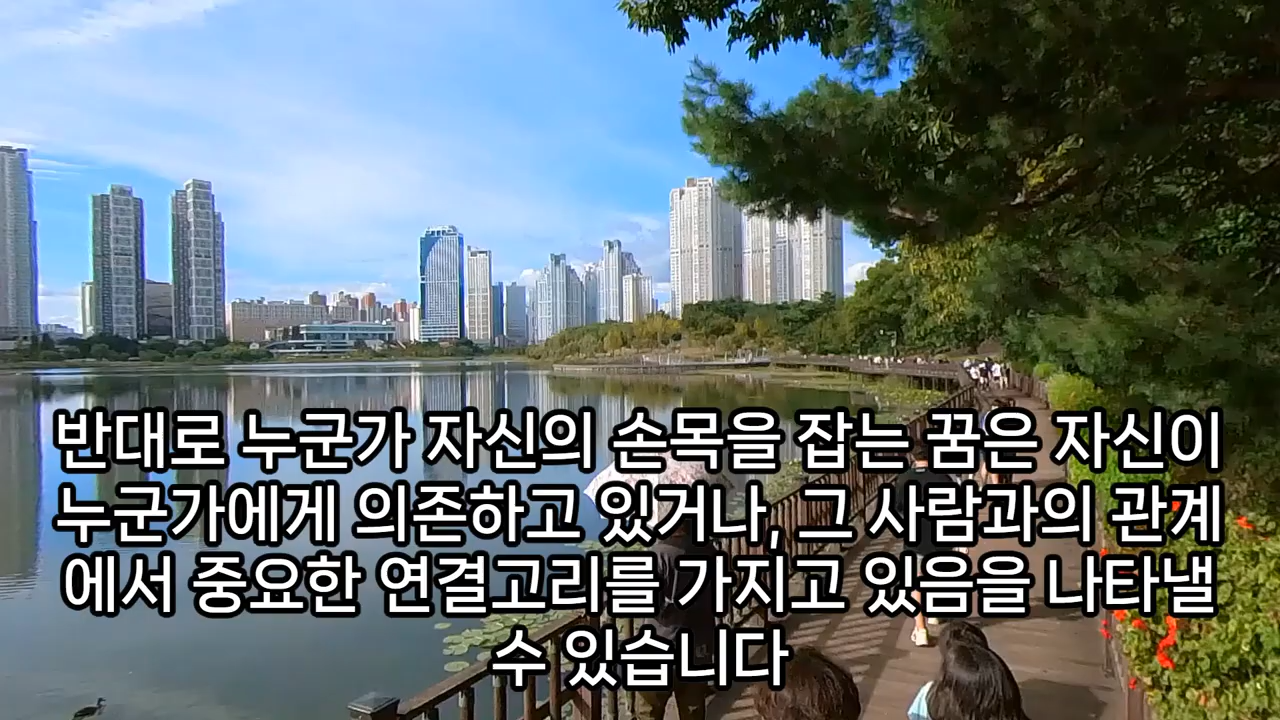 반대로 누군가 자신의 손목을 잡는 꿈은 자신이
누군가에게 의존하고 있거나, 그 사람과의 관계
에서 중요한 연결고리를 가지고 있음을 나타낼
수 있습니다